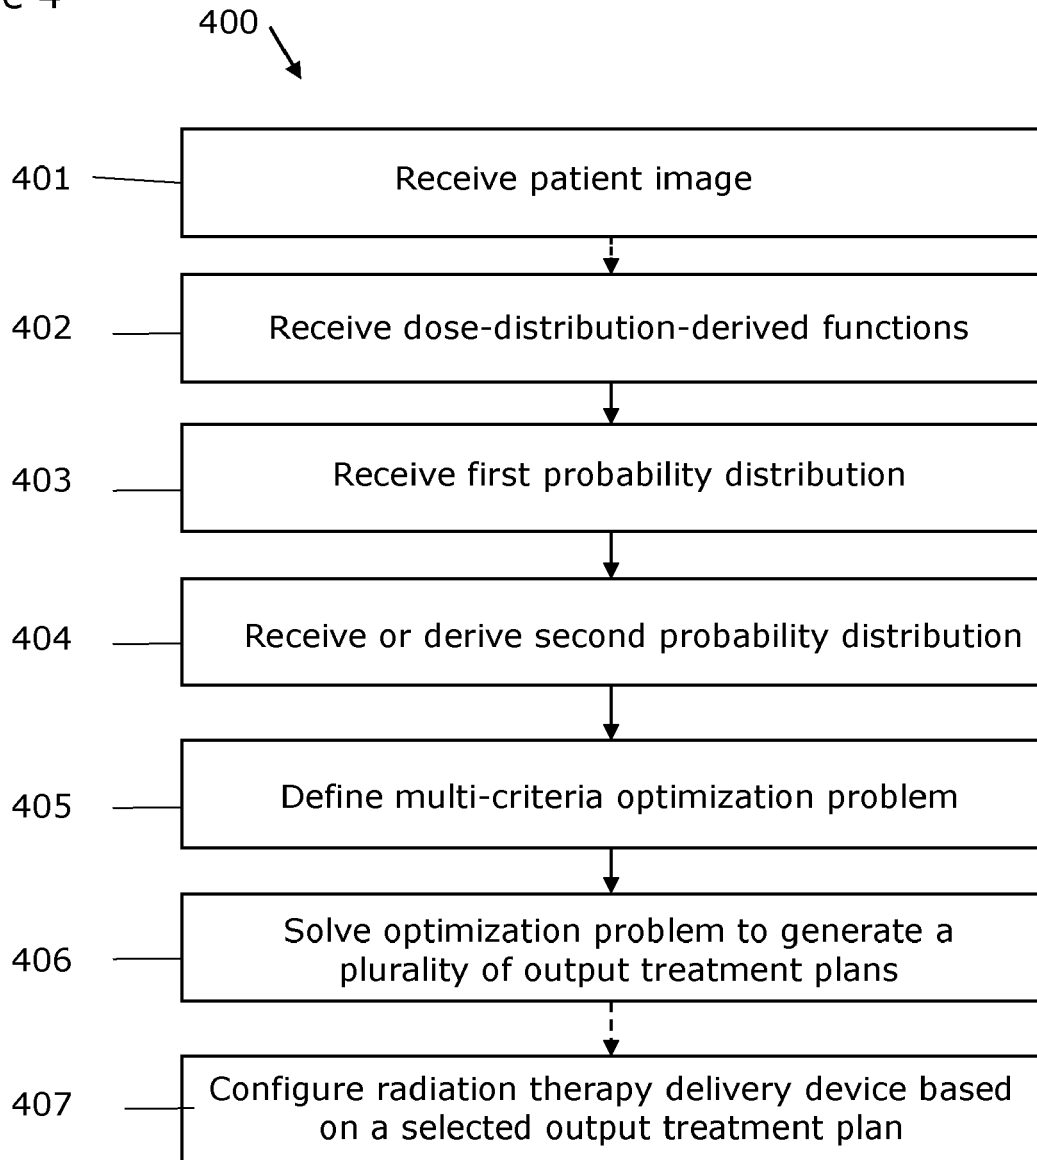 400
401 Receive patient image
402 Receive dose-distribution-derived functions
403 Receive first probability distribution
404 Receive or derive second probability distribution
405 Define multi-criteria optimization problem
406 Solve optimization problem to generate a
plurality of output treatment plans
407 Configure radiation therapy delivery device based
on a selected output treatment plan